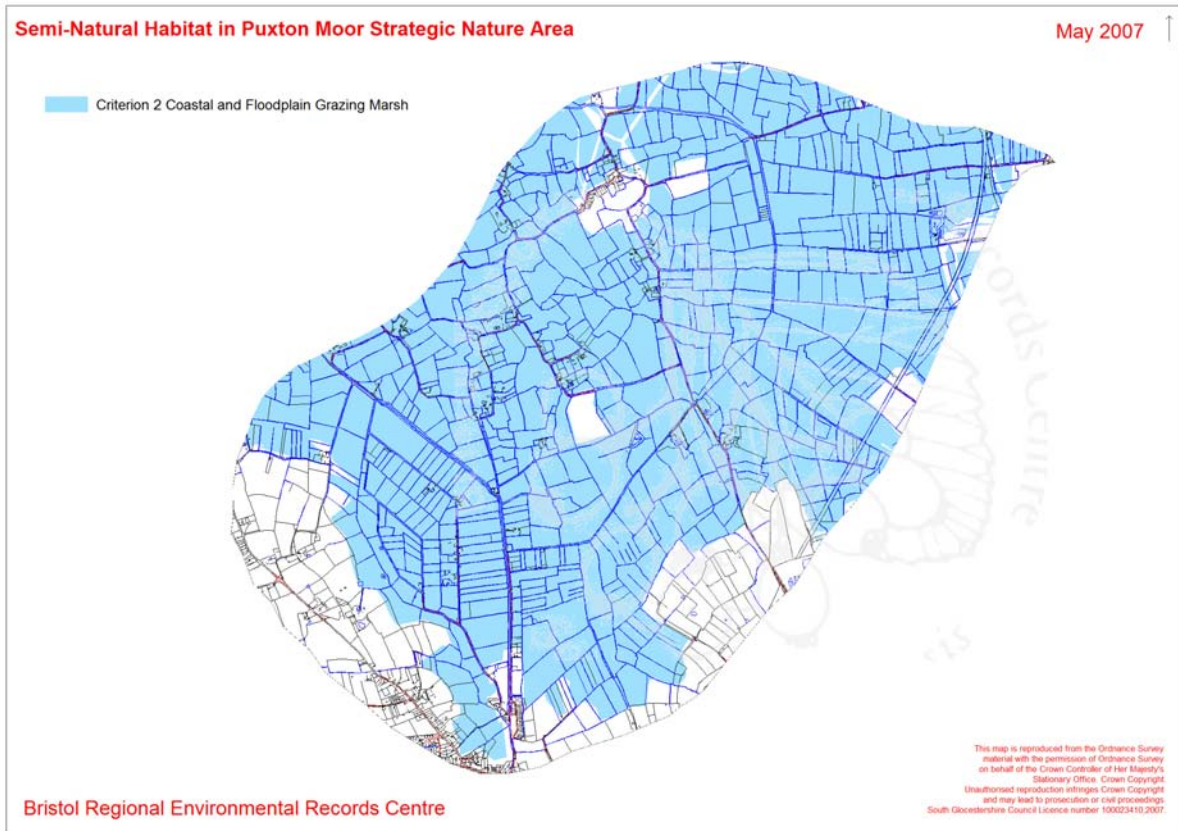 Semi-Natural Habitat in Puxton Moor Strategic Nature Area
May 2007
Criterion 2 Coastal and Floodplain Grazing Marsh
cords Centre
This map is reproduced from the Ordnance Survey
material with the permission of Ordnance Survey
on behalf of the Crown Controller of Her Majesty's
Stationary Office. Crown Copyright.
Unauthorised reproduction infringes Crown Copyright
and may lead to prosecution or civil proceedings.
South Glocestershire Council Licence number 100023410,2007.
Bristol Regional Environmental Records Centre